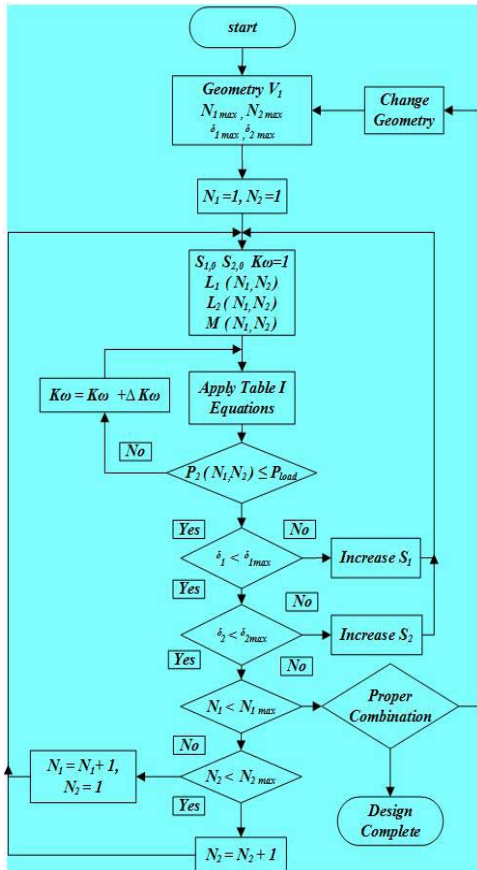 start
Geometry V₁
N₁ max , N₂ max
δ₁ max , δ₂ max
Change
Geometry
N₁=1, N₂=1
S₁,₀ S₂,₀ Kω=1
L₁ ( N₁, N₂ )
L₂ ( N₁, N₂ )
M ( N₁, N₂ )
Kω = Kω +Δ Kω
Apply Table I
Equations
No
P₂ ( N₁,N₂ ) ≤ Pload
Yes
No
δ₁ < δ₁max
Increase S₁
Yes
No
δ₂ < δ₂max
Increase S₂
Yes
No
N₁ < N₁ max
Proper
Combination
No
N₁ = N₁+ 1,
N₂ = 1
N₂ < N₂ max
Yes
Design
Complete
N₂ = N₂ + 1